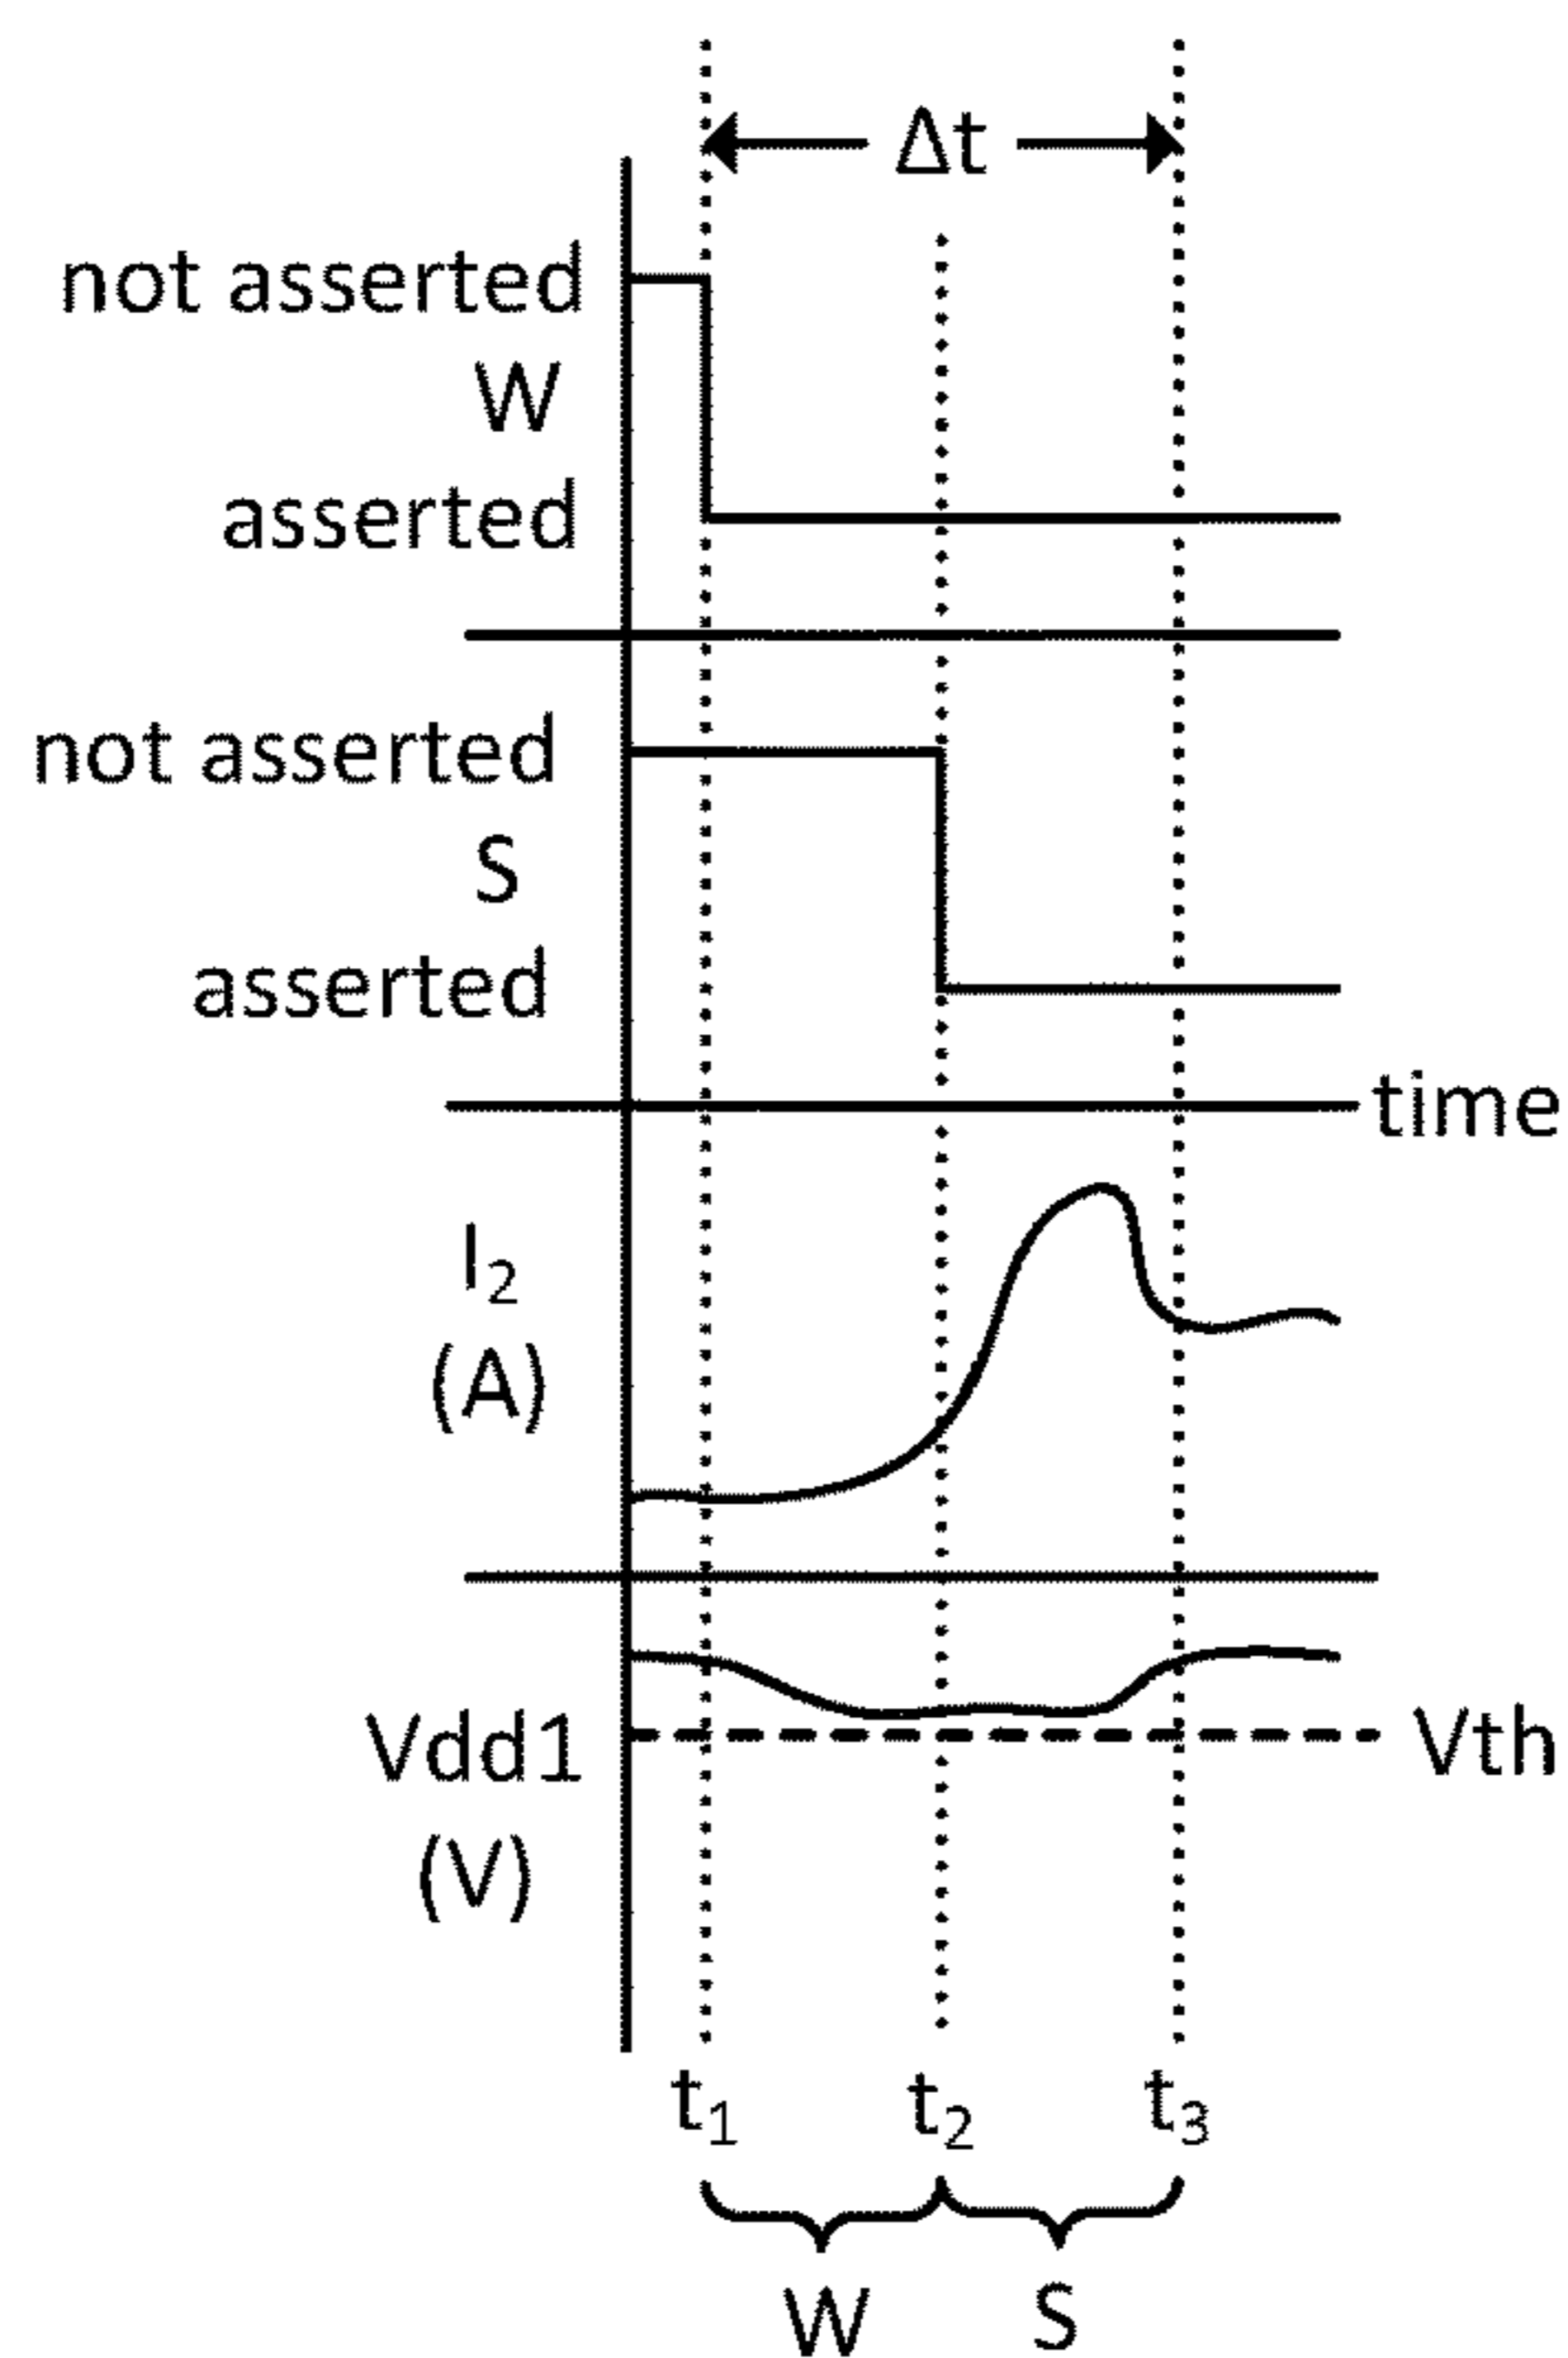 Δt
not asserted
W
asserted
not asserted
S
asserted
time
I2
(A)
Vdd1
Vth
(V)
t1 t2 t3
W S